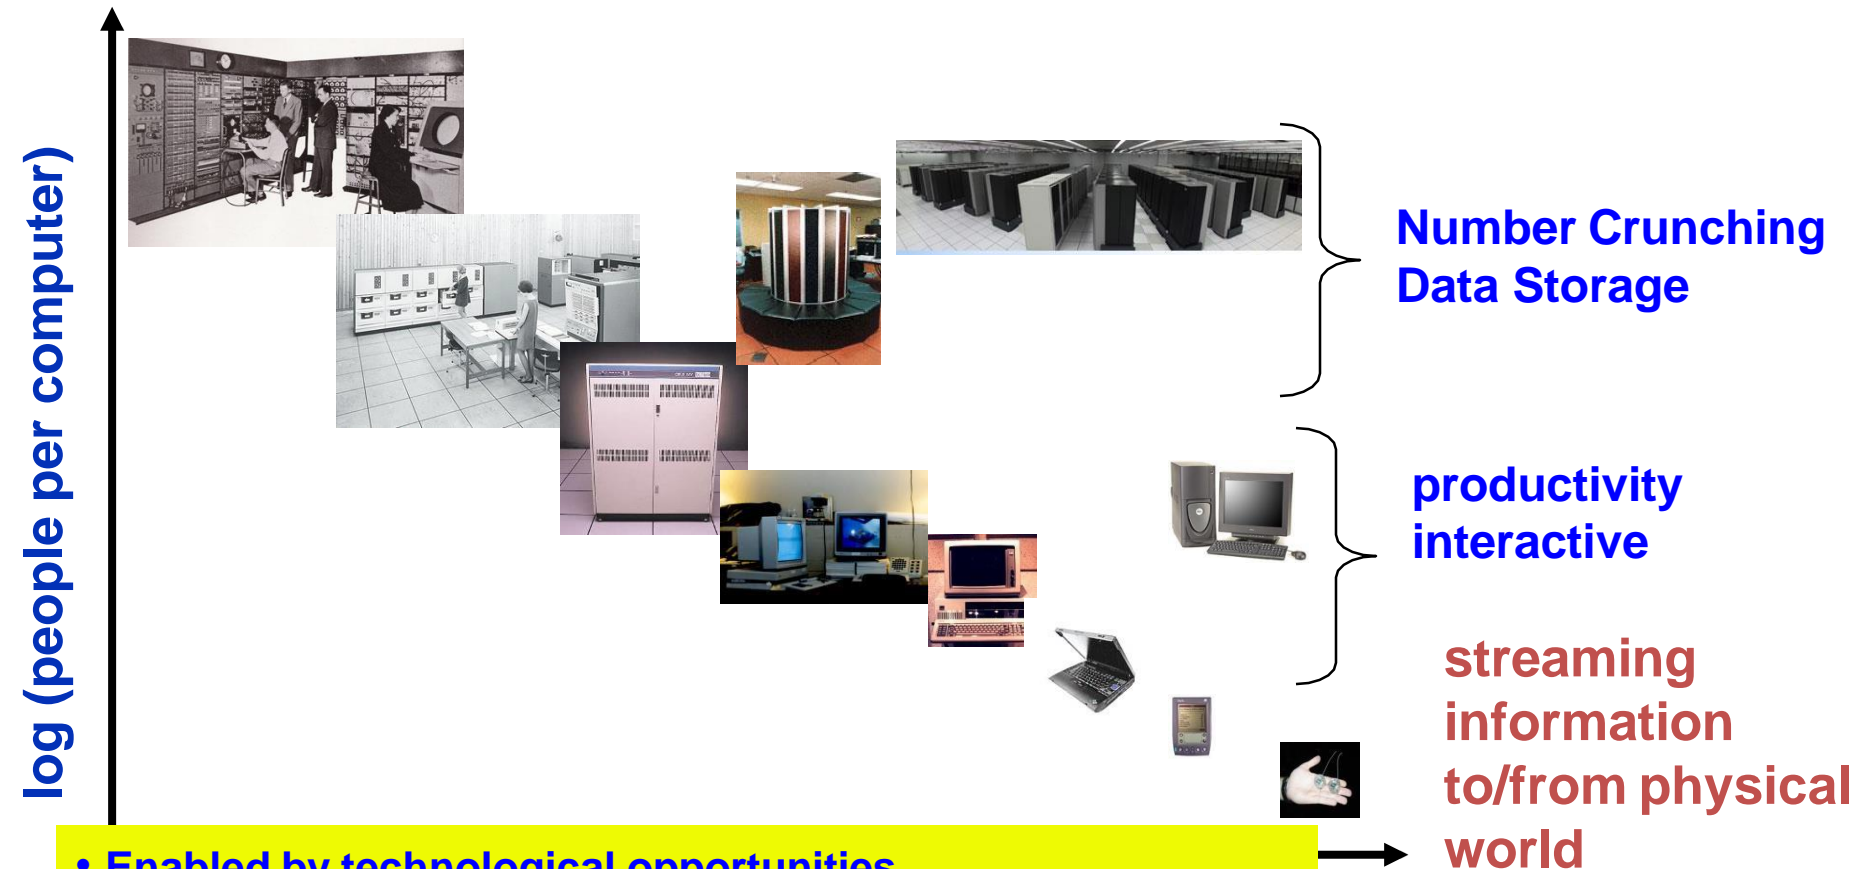 log (people per computer)
Number Crunching
Data Storage
productivity
interactive
streaming
information
to/from physical
world
• Enabled by technological opportunities